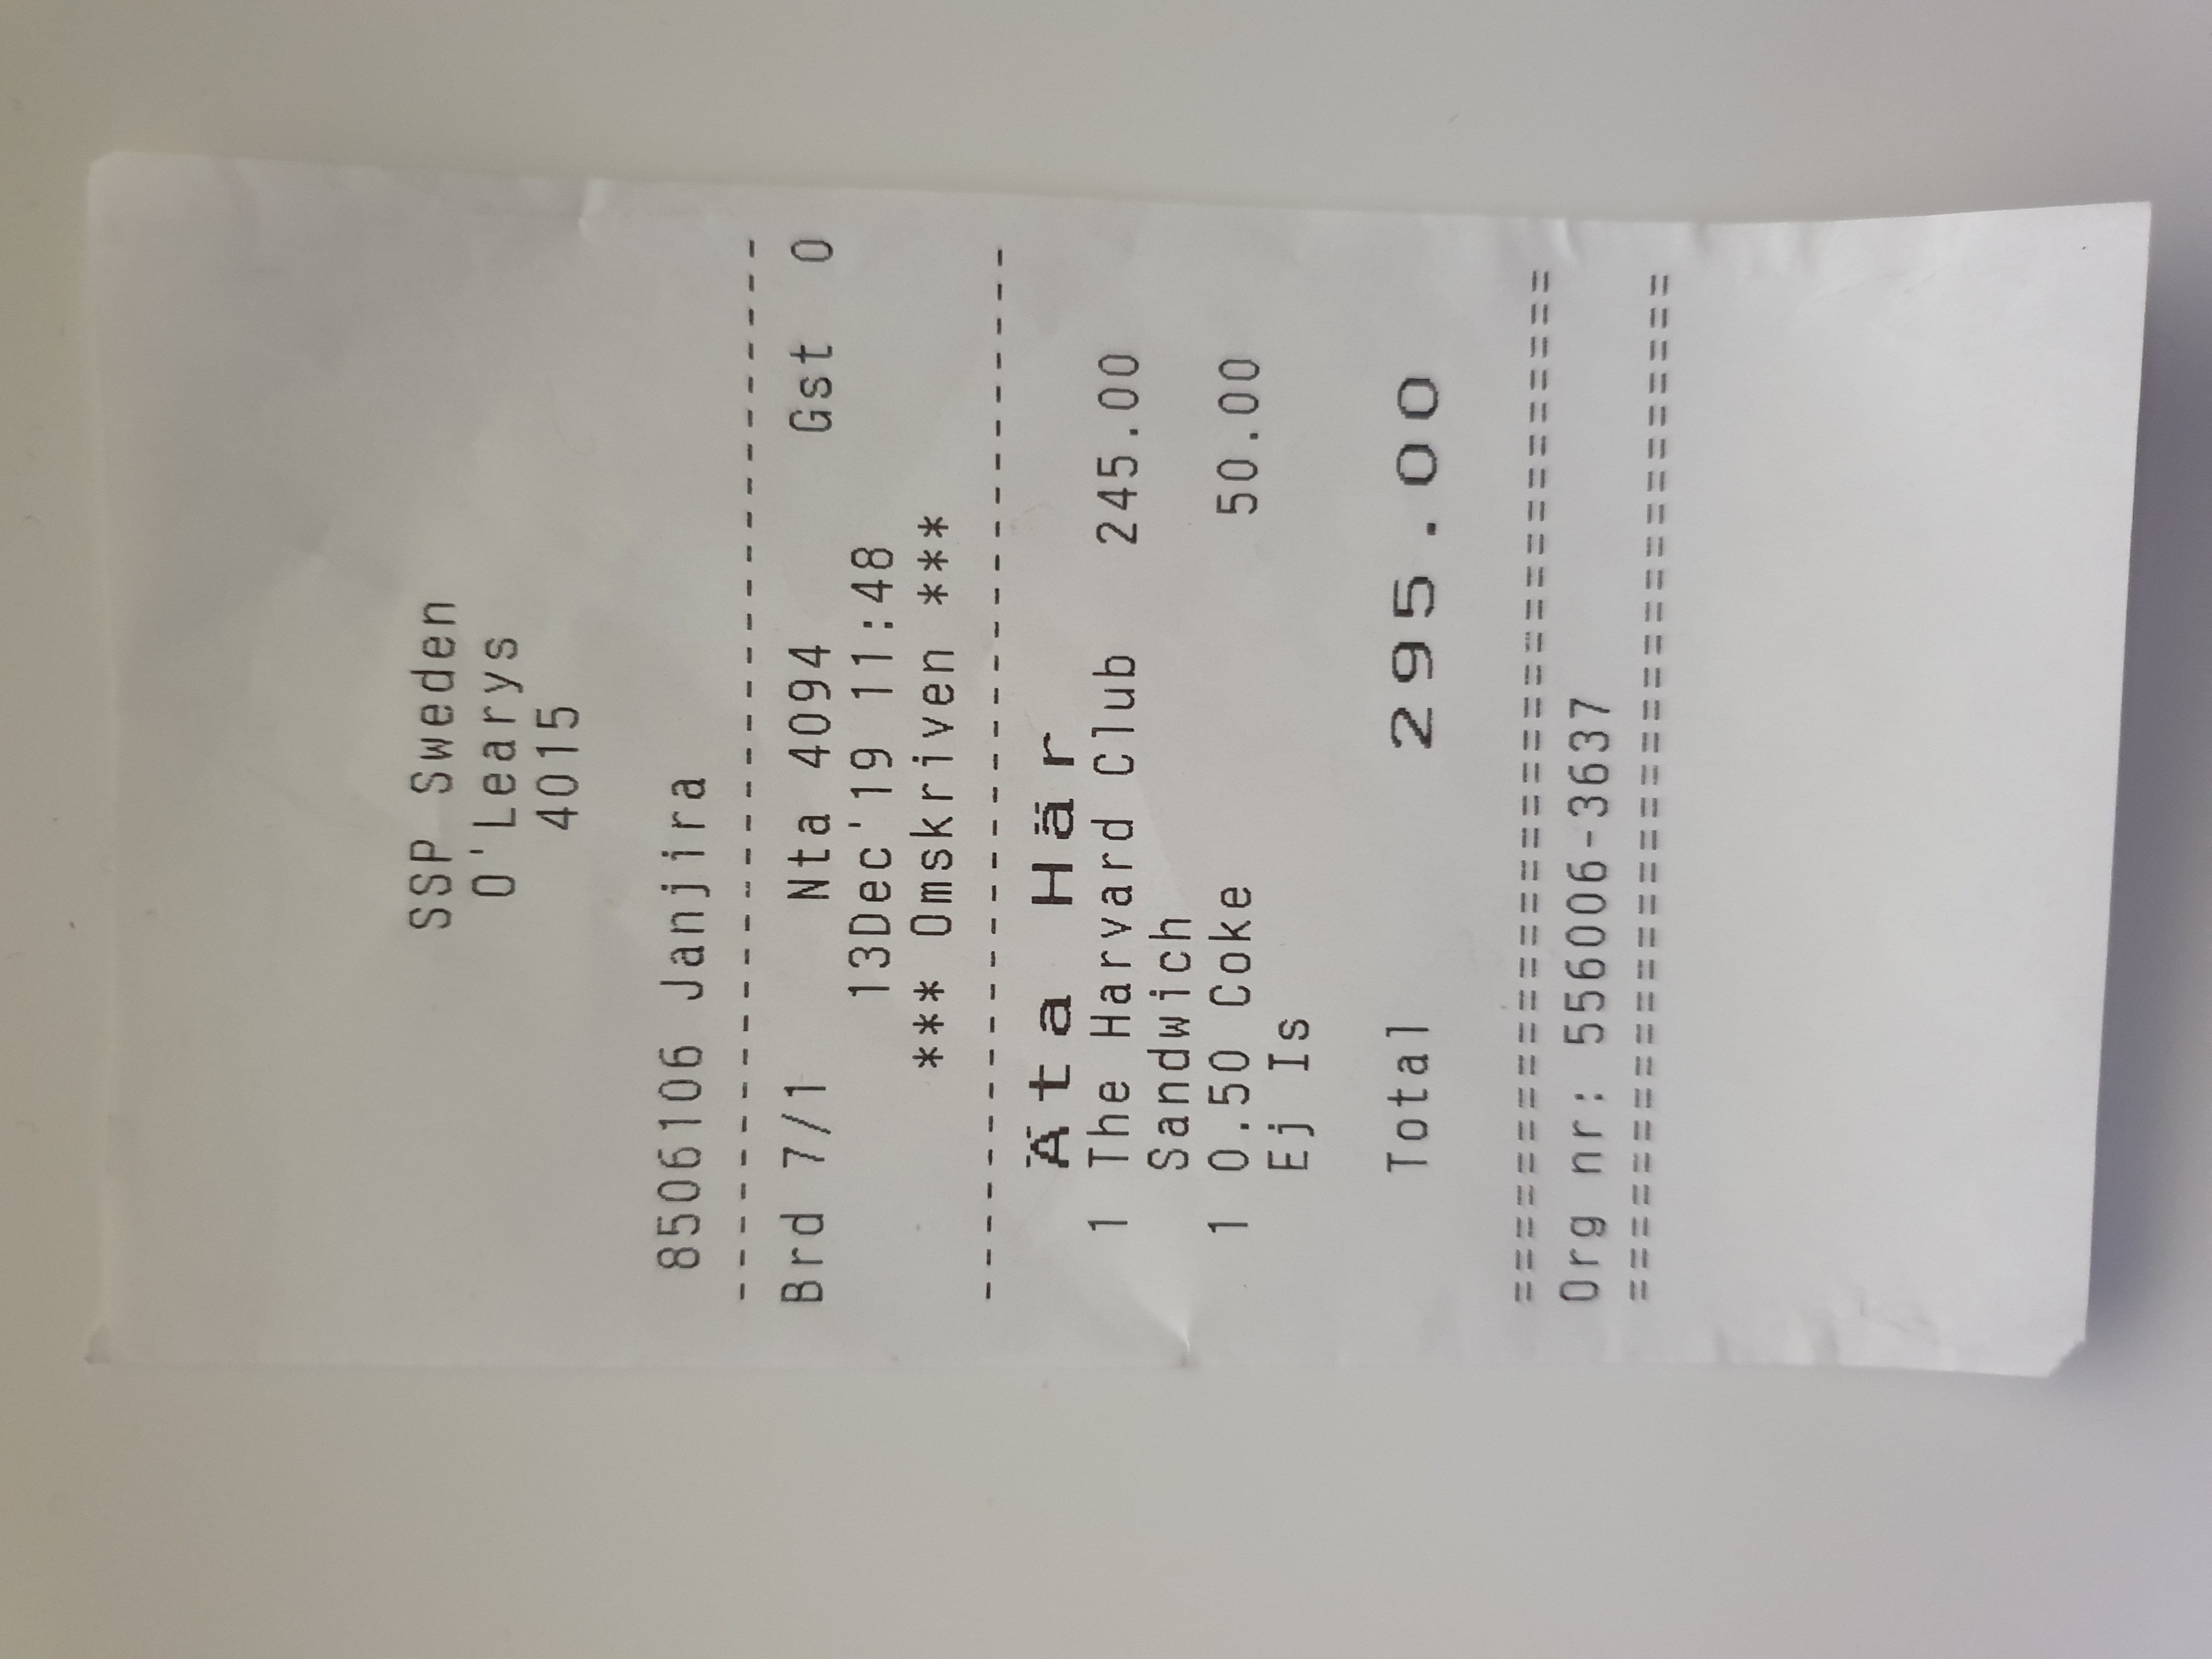 SSP Sweden
O'Learys
4015
8506106 Janjira
---------------------------------
Brd 7/1 Nta 4094 Gst 0
13Dec'19 11:48
*** Omskriven ***
---------------------------------
Äta Här
1 The Harvard Club 245.00
Sandwich
1 0.50 Coke 50.00
Ej Is
Total 295.00
================================
Org nr: 556006-3637
================================